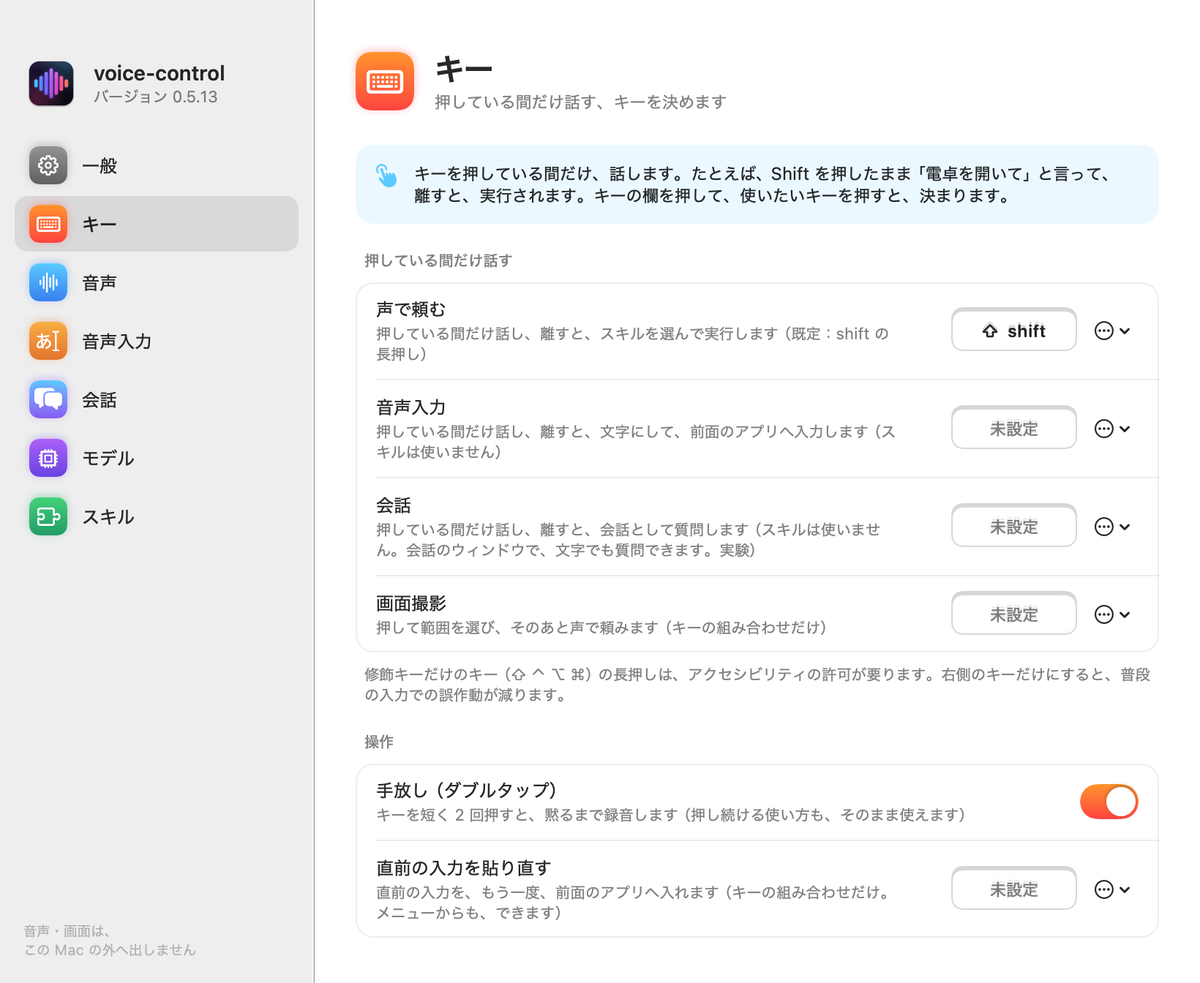 voice-control
バージョン 0.5.13
一般
キー
音声
あ
音声入力
会話
モデル
スキル
音声・画面は、
この Mac の外へ出しません
キー
押している間だけ話す、キーを決めます
キーを押している間だけ、話します。たとえば、Shift を押したまま「電卓を開いて」と言って、
離すと、実行されます。キーの欄を押して、使いたいキーを押すと、決まります。
押している間だけ話す
声で頼む
押している間だけ話し、離すと、スキルを選んで実行します（既定：shift の
長押し）
⇧ shift
音声入力
押している間だけ話し、離すと、文字にして、前面のアプリへ入力します（ス
キルは使いません）
未設定
会話
押している間だけ話し、離すと、会話として質問します（スキルは使いませ
ん。会話のウィンドウで、文字でも質問できます。実験）
未設定
画面撮影
押して範囲を選び、そのあと声で頼みます（キーの組み合わせだけ）
未設定
修飾キーだけのキー（⇧ ⌃ ⌥ ⌘）の長押しは、アクセシビリティの許可が要ります。右側のキーだけにすると、普段
の入力での誤作動が減ります。
操作
手放し（ダブルタップ）
キーを短く 2 回押すと、黙るまで録音します（押し続ける使い方も、そのまま使えます）
直前の入力を貼り直す
直前の入力を、もう一度、前面のアプリへ入れます（キーの組み合わせだけ。
メニューからも、できます）
未設定